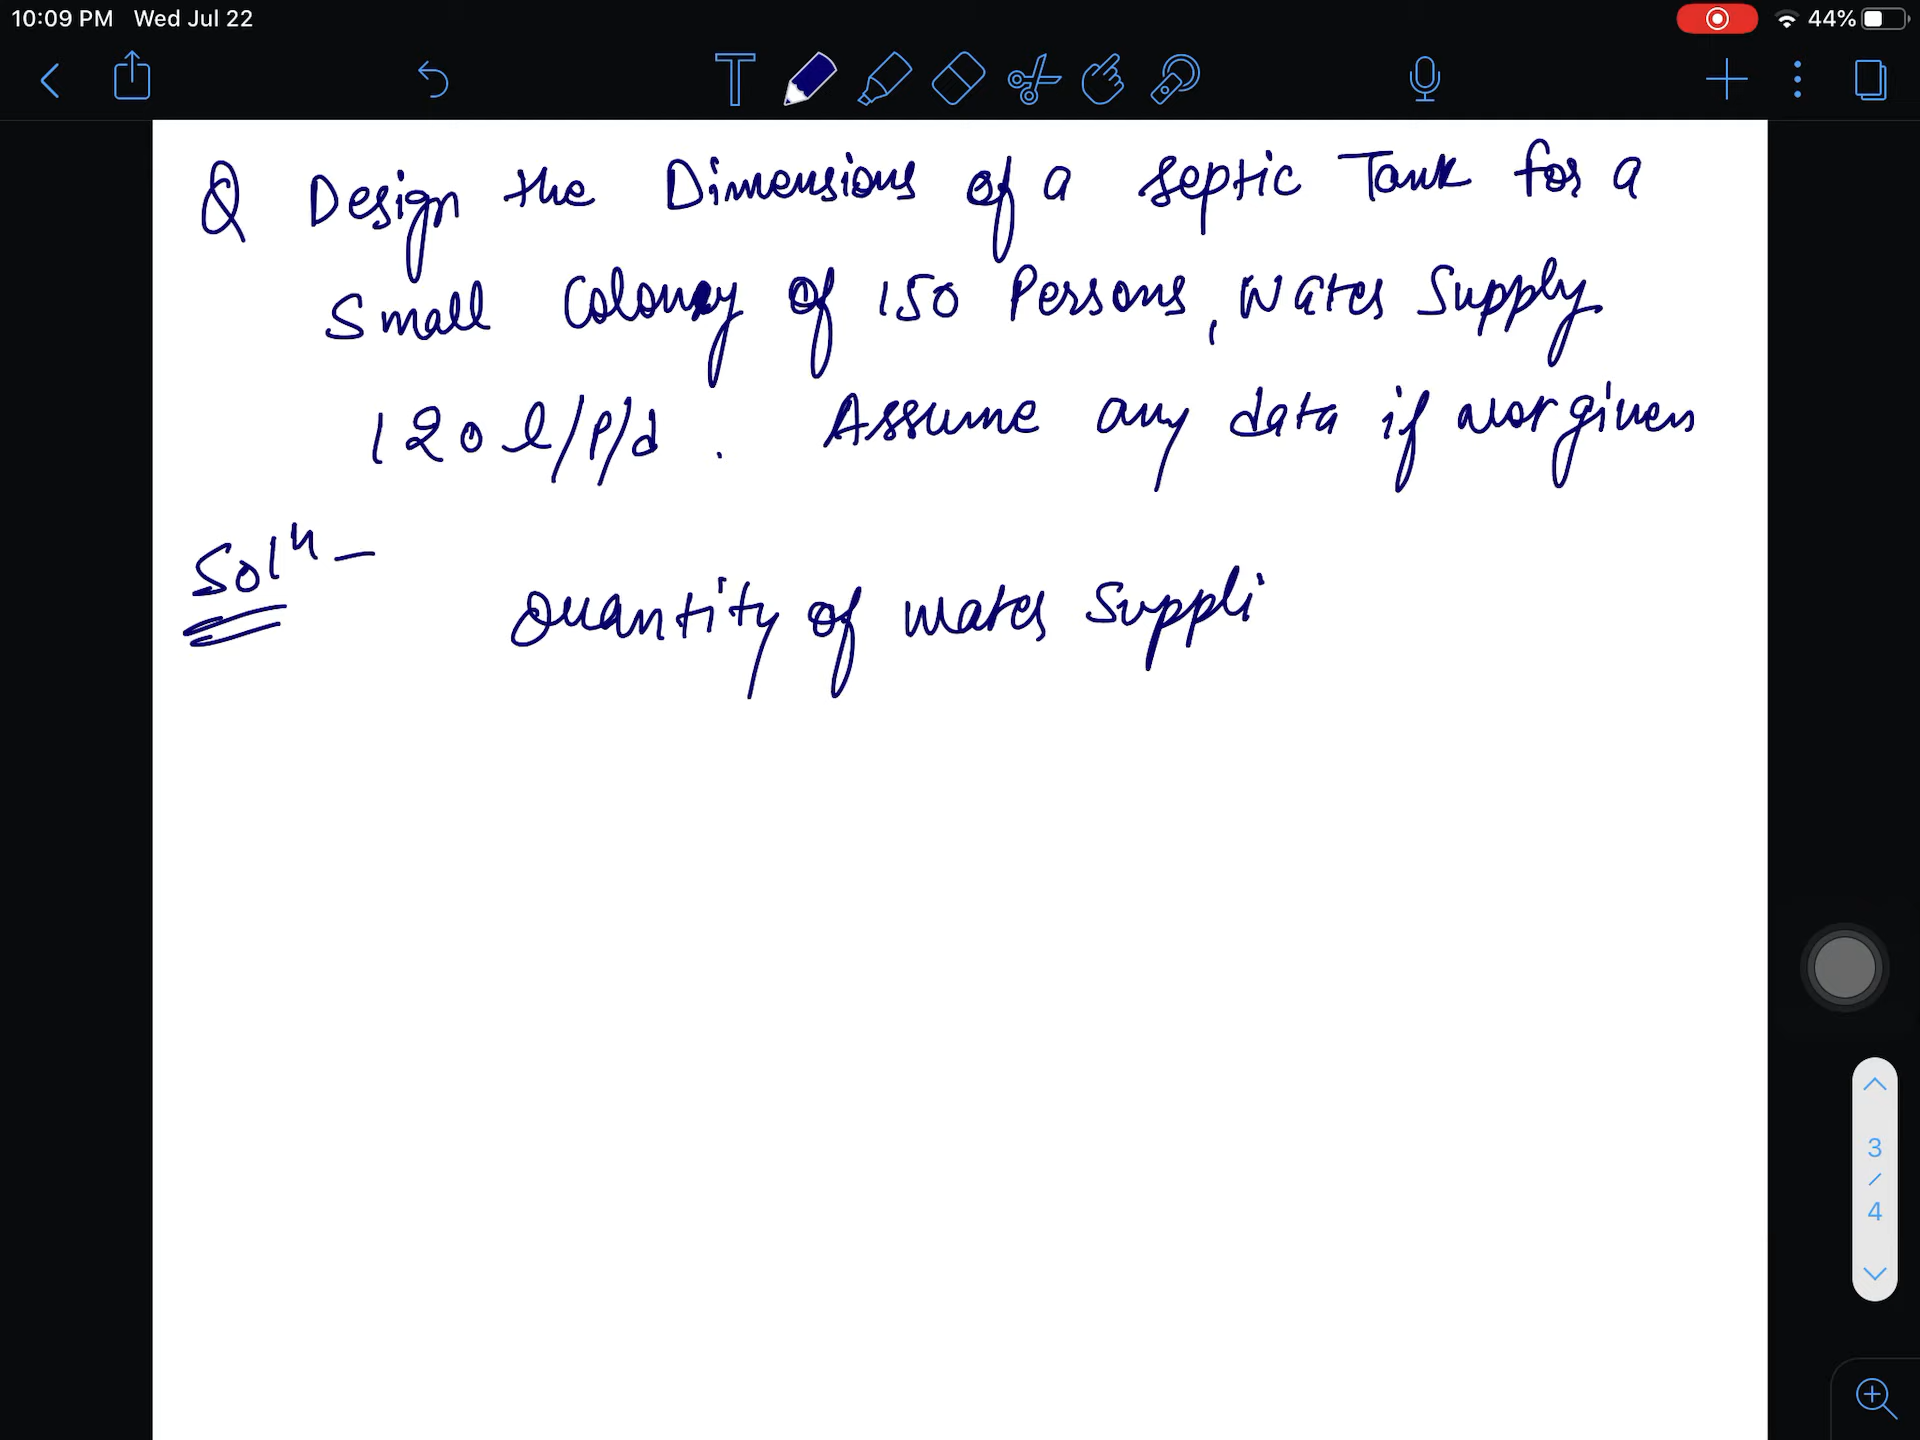 10:09 PM Wed Jul 22
44%
T
Q Design the Dimensions of a Septic Tank for a
Small Colony of 150 Persons, Water Supply
120 l/p/d. Assume any data if not given
Solⁿ -
Quantity of water Suppli
3
/
4